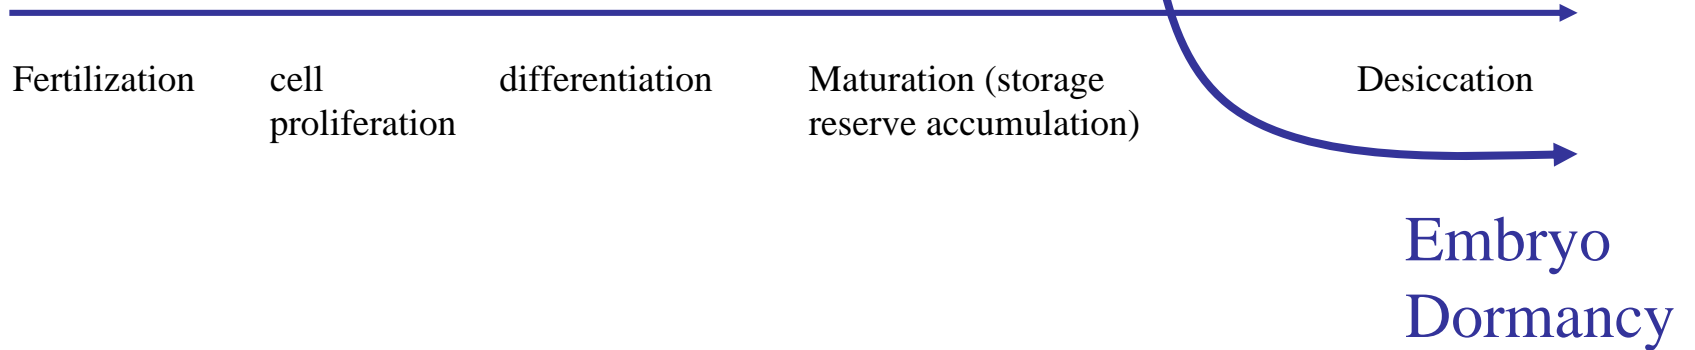 Fertilization
cell
proliferation
differentiation
Maturation (storage
reserve accumulation)
Desiccation
Embryo
Dormancy